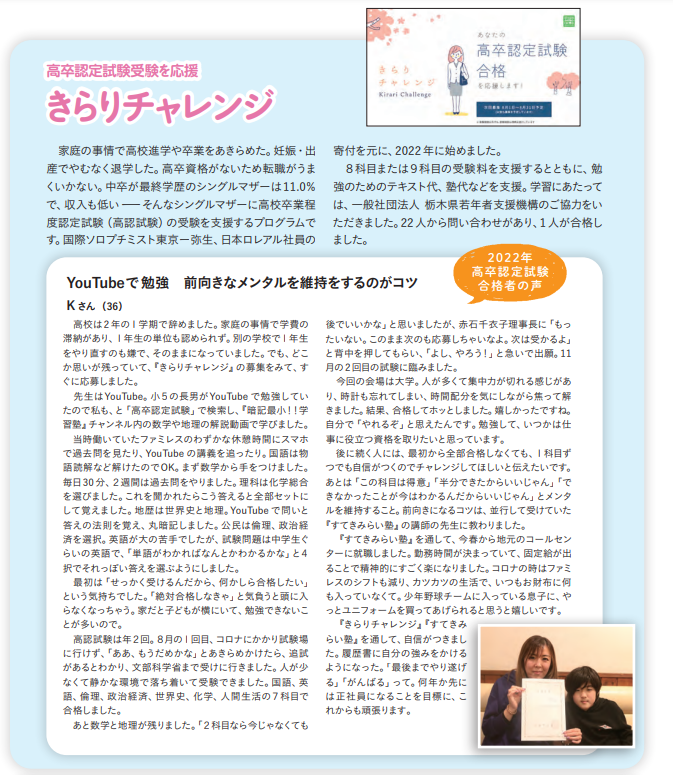 高卒認定試験受験を応援
きらりチャレンジ
あなたの
高卒認定試験
合格
を応援します!
きらり
チャレンジ
Kirari Challenge
家庭の事情で高校進学や卒業をあきらめた。妊娠・出
産でやむなく退学した。高卒資格がないため転職がうま
くいかない。中卒が最終学歴のシングルマザーは11.0%
で、収入も低い ── そんなシングルマザーに高校卒業程
度認定試験(高認試験)の受験を支援するプログラムで
す。国際ソロプチミスト東京−弥生、日本ロレアル社員の
寄付を元に、2022年に始めました。
8科目または9科目の受験料を支援するとともに、勉
強のためのテキスト代、塾代などを支援。学習にあたって
は、一般社団法人 栃木県若年者支援機構のご協力をい
ただきました。22人から問い合わせがあり、1人が合格し
ました。
2022年
高卒認定試験
合格者の声
YouTubeで勉強 前向きなメンタルを維持をするのがコツ
Kさん(36)
高校は2年の1学期で辞めました。家庭の事情で学費の
滞納があり、1年生の単位も認められず。別の学校で1年生
をやり直すのも嫌で、そのままになっていました。でも、どこ
か思いが残っていて、『きらりチャレンジ』の募集をみて、す
ぐに応募しました。
先生はYouTube。小5の長男がYouTubeで勉強してい
たので私も、と「高卒認定試験」で検索し、『暗記最小!!学
習塾』チャンネル内の数学や地理の解説動画で学びました。
当時働いていたファミレスのわずかな休憩時間にスマホ
で過去問を見たり、YouTubeの講義を追ったり。国語は物
語読解など解けたのでOK。まず数学から手をつけました。
毎日30分、2週間は過去問をやりました。理科は化学総合
を選びました。これを聞かれたらこう答えると全部セットに
して覚えました。地歴は世界史と地理。YouTubeで問いと
答えの法則を覚え、丸暗記しました。公民は倫理、政治経
済を選択。英語が大の苦手でしたが、試験問題は中学生ぐ
らいの英語で、「単語がわかればなんとかわかるかな」と4
択でそれっぽい答えを選ぶようにしました。
最初は「せっかく受けるんだから、何かしら合格したい」
という気持ちでした。「絶対合格しなきゃ」と気負うと頭に入
らなくなっちゃう。家だと子どもが横にいて、勉強できないこ
とが多いので。
高認試験は年2回。8月の1回目、コロナにかかり試験場
に行けず、「ああ、もうだめかな」とあきらめかけたら、追試
があるとわかり、文部科学省まで受けに行きました。人が少
なくて静かな環境で落ち着いて受験できました。国語、英
語、倫理、政治経済、世界史、化学、人間生活の7科目で
合格しました。
あと数学と地理が残りました。「2科目なら今じゃなくても
後でいいかな」と思いましたが、赤石千衣子理事長に「もっ
たいない。このまま次のも応募しちゃいなよ。次は受かるよ」
と背中を押してもらい、「よし、やろう!」と急いで出願。11
月の2回目の試験に臨みました。
今回の会場は大学。人が多くて集中力が切れる感じがあ
り、時計も忘れてしまい、時間配分を気にしながら焦って解
きました。結果、合格してホッとしました。嬉しかったですね。
自分で「やれるぞ」と思えたんです。勉強して、いつかは仕
事に役立つ資格を取りたいと思っています。
後に続く人には、最初から全部合格しなくても、1科目ず
つでも自信がつくのでチャレンジしてほしいと伝えたいです。
あとは「この科目は得意」「半分できたからいいじゃん」「で
きなかったことが今はわかるんだからいいじゃん」とメンタ
ルを維持すること。前向きになるコツは、並行して受けていた
『すてきみらい塾』の講師の先生に教わりました。
『すてきみらい塾』を通して、今春から地元のコールセン
ターに就職しました。勤務時間が決まっていて、固定給が出
ることで精神的にすごく楽になりました。コロナの時はファミ
レスのシフトも減り、カツカツの生活で、いつもお財布に何
も入っていなくて。少年野球チームに入っている息子に、や
っとユニフォームを買ってあげられると思うと嬉しいです。
『きらりチャレンジ』『すてきみ
らい塾』を通して、自信がつきまし
た。履歴書に自分の強みをかける
ようになった。「最後までやり遂げ
る」「がんばる」って。何年か先に
は正社員になることを目標に、こ
れからも頑張ります。